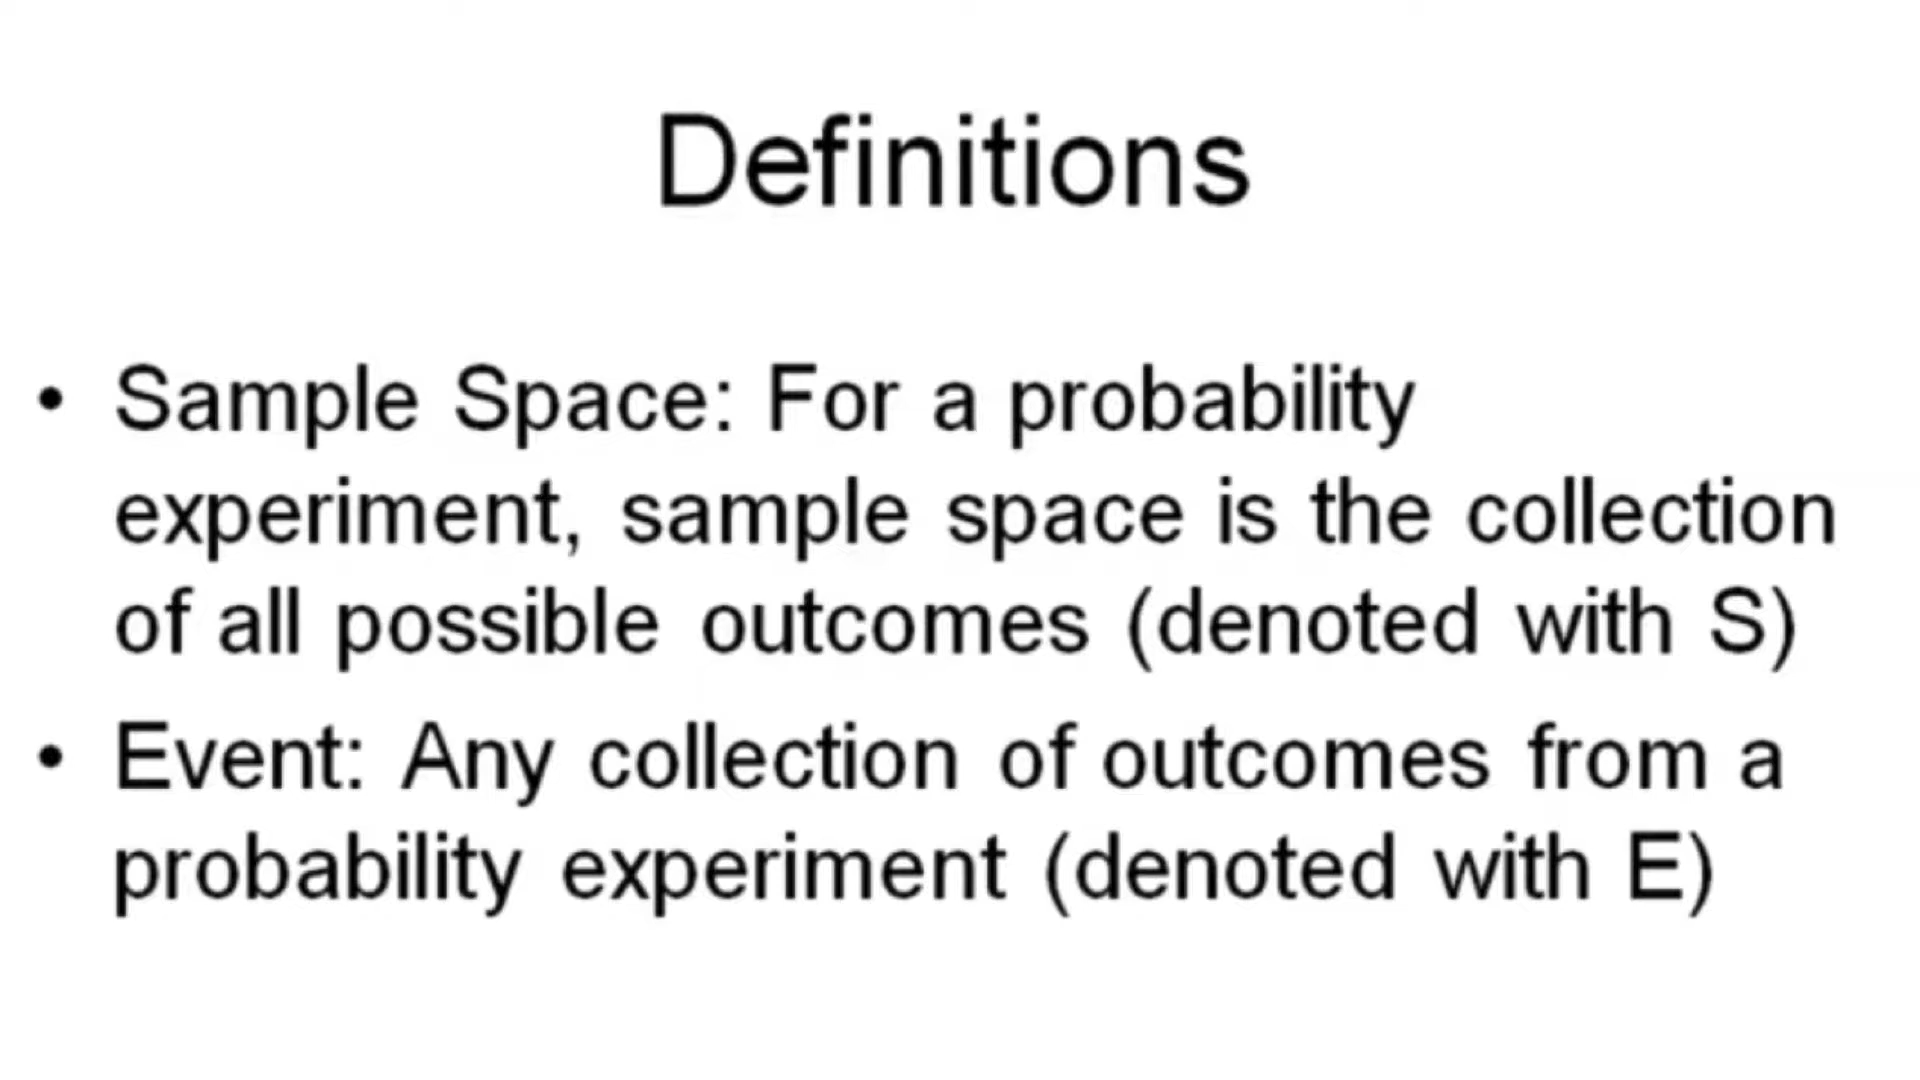 Definitions
• Sample Space: For a probability
experiment, sample space is the collection
of all possible outcomes (denoted with S)
• Event: Any collection of outcomes from a
probability experiment (denoted with E)